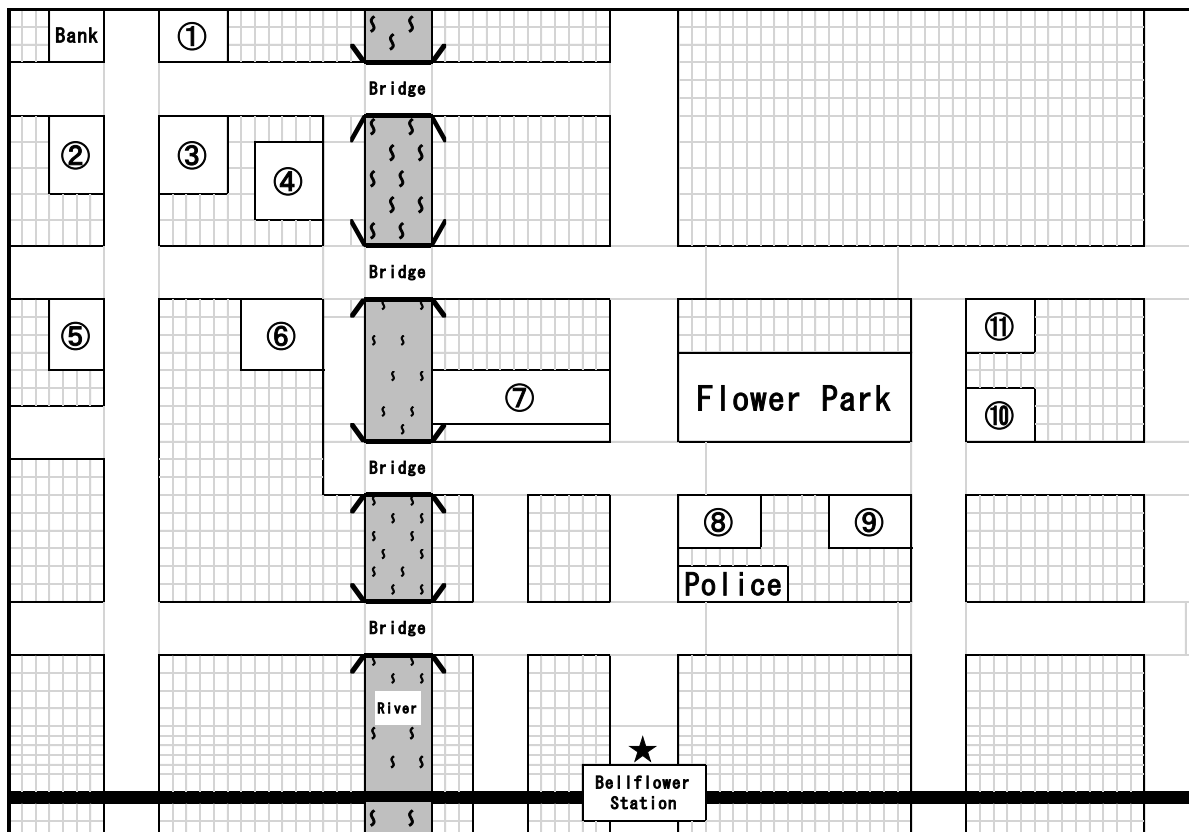 Bank
①
Bridge
②
③
④
Bridge
⑤
⑥
⑦
Flower Park
⑪
⑩
Bridge
⑧
⑨
Police
Bridge
River
★
Bellflower
Station